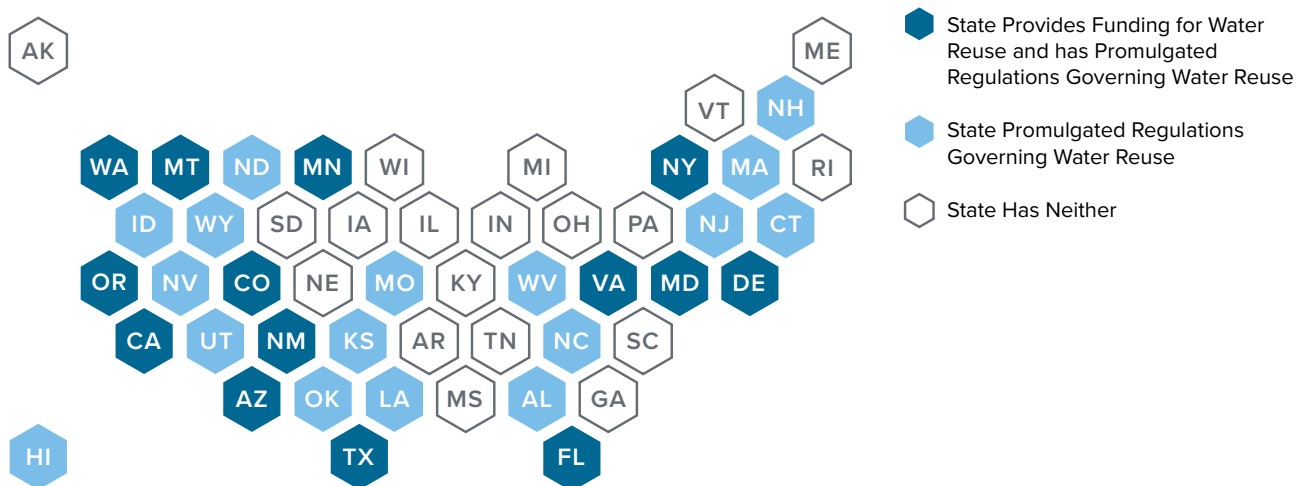 AK
ME
VT
NH
WA
MT
ND
MN
WI
MI
NY
MA
RI
ID
WY
SD
IA
IL
IN
OH
PA
NJ
CT
OR
NV
CO
NE
MO
KY
WV
VA
MD
DE
CA
UT
NM
KS
AR
TN
NC
SC
AZ
OK
LA
MS
AL
GA
HI
TX
FL
State Provides Funding for Water
Reuse and has Promulgated
Regulations Governing Water Reuse
State Promulgated Regulations
Governing Water Reuse
State Has Neither